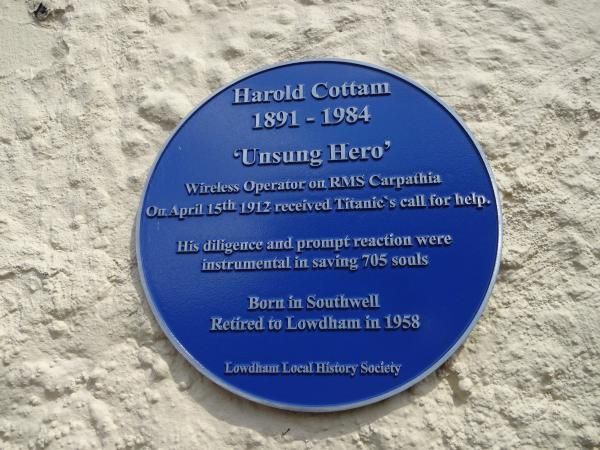 Harold Cottam
1891 - 1984
‘Unsung Hero’
Wireless Operator on RMS Carpathia
On April 15th 1912 received Titanic`s call for help.
His diligence and prompt reaction were
instrumental in saving 705 souls
Born in Southwell
Retired to Lowdham in 1958
Lowdham Local History Society